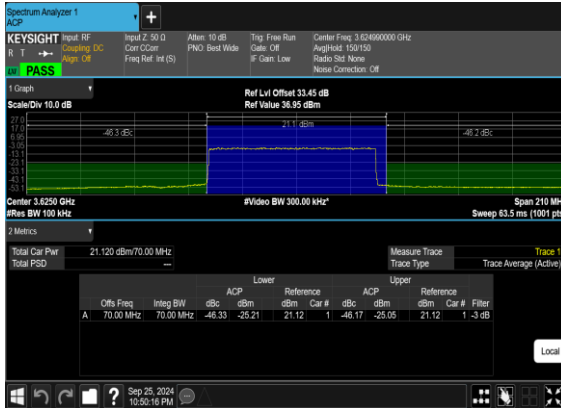 Spectrum Analyzer 1
ACP
+
KEYSIGHT Input: RF Input Z: 50 Ω Atten: 10 dB Trig: Free Run Center Freq: 3.624990000 GHz
R T Coupling: DC Corr CCorr PNO: Best Wide Gate: Off Avg|Hold: 150/150
Align: Off Freq Ref: Int (S) IF Gain: Low Radio Std: None
LW PASS Noise Correction: Off
1 Graph Ref Lvl Offset 33.45 dB
Scale/Div 10.0 dB Ref Value 36.95 dBm
27.0 21.1 dBm
17.0 -46.3 dBc -46.2 dBc
6.95
-3.05
-13.1
-23.1
-33.1
-43.1
-53.1
Center 3.6250 GHz #Video BW 300.00 kHz* Span 210 MH
#Res BW 100 kHz Sweep 63.5 ms (1001 pts
2 Metrics
Total Car Pwr 21.120 dBm/70.00 MHz Measure Trace Trace 1
Total PSD --- Trace Type Trace Average (Active)
Lower Upper
ACP Reference ACP Reference
Offs Freq Integ BW dBc dBm dBm Car # dBc dBm dBm Car # Filter
A 70.00 MHz 70.00 MHz -46.33 -25.21 21.12 1 -46.17 -25.05 21.12 1 -3 dB
Local
? Sep 25, 2024
10:50:16 PM